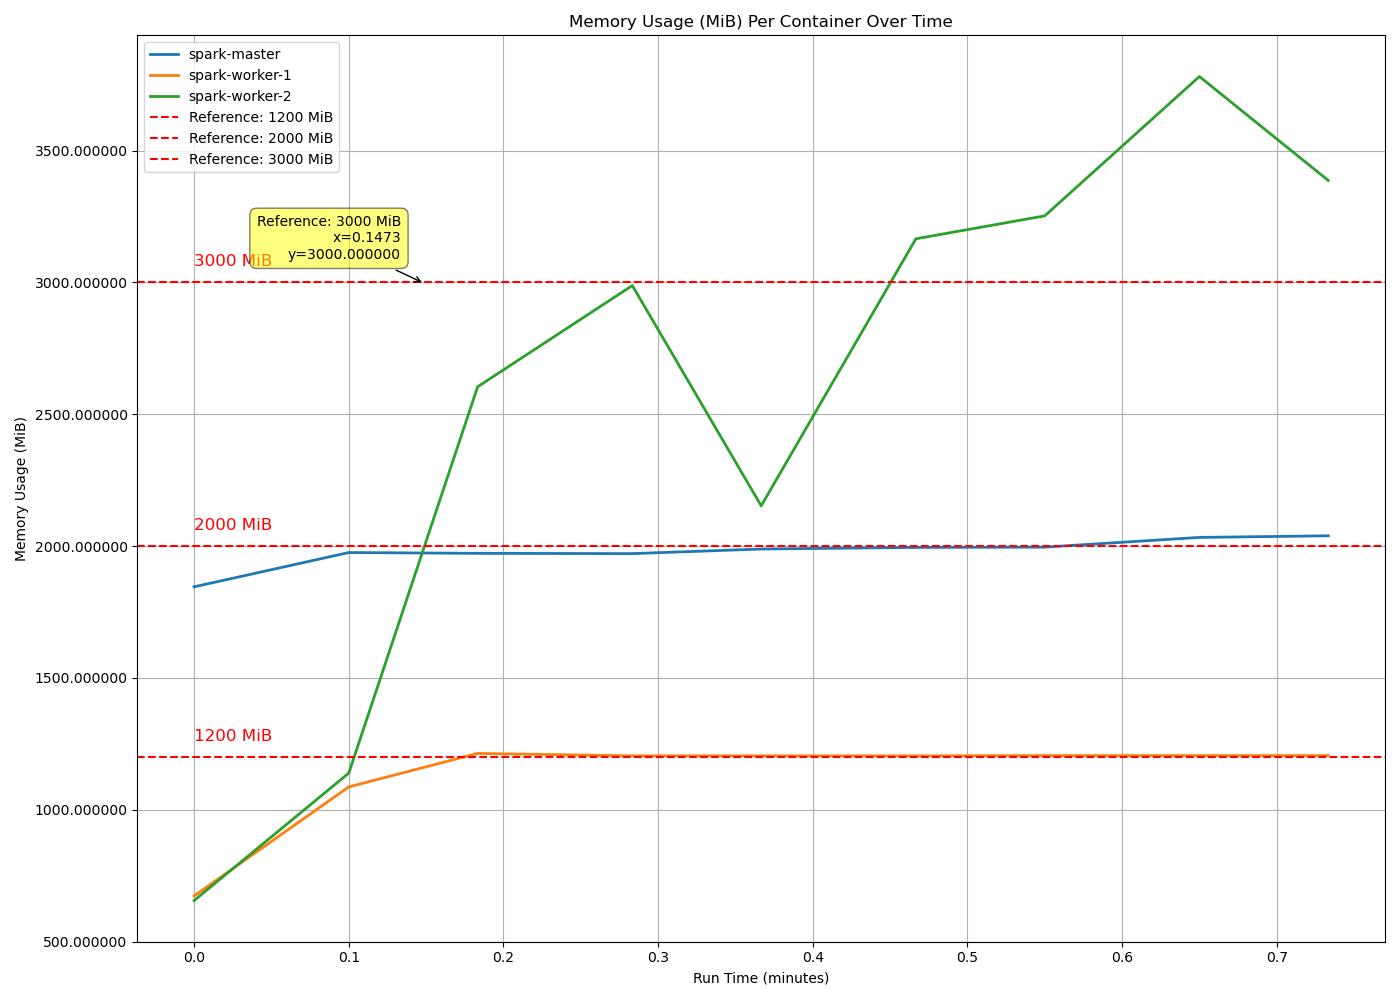 Memory Usage (MiB) Per Container Over Time
spark-master
spark-worker-1
spark-worker-2
Reference: 1200 MiB
Reference: 2000 MiB
Reference: 3000 MiB
Reference: 3000 MiB
x=0.1473
y=3000.000000
3000 MiB
2000 MiB
1200 MiB
3500.000000
3000.000000
2500.000000
2000.000000
1500.000000
1000.000000
500.000000
Memory Usage (MiB)
0.0
0.1
0.2
0.3
0.4
0.5
0.6
0.7
Run Time (minutes)